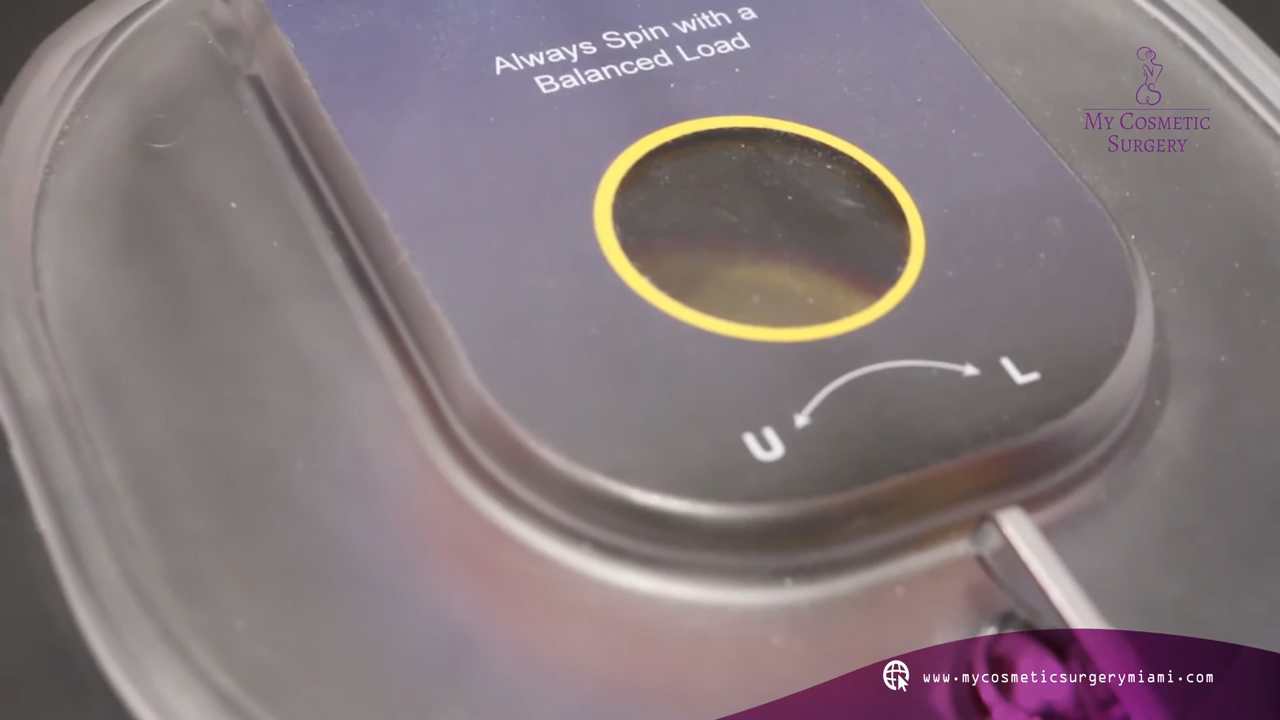 Always Spin with a
Balanced Load
U
L
MY COSMETIC
SURGERY
www.mycosmeticsurgerymiami.com